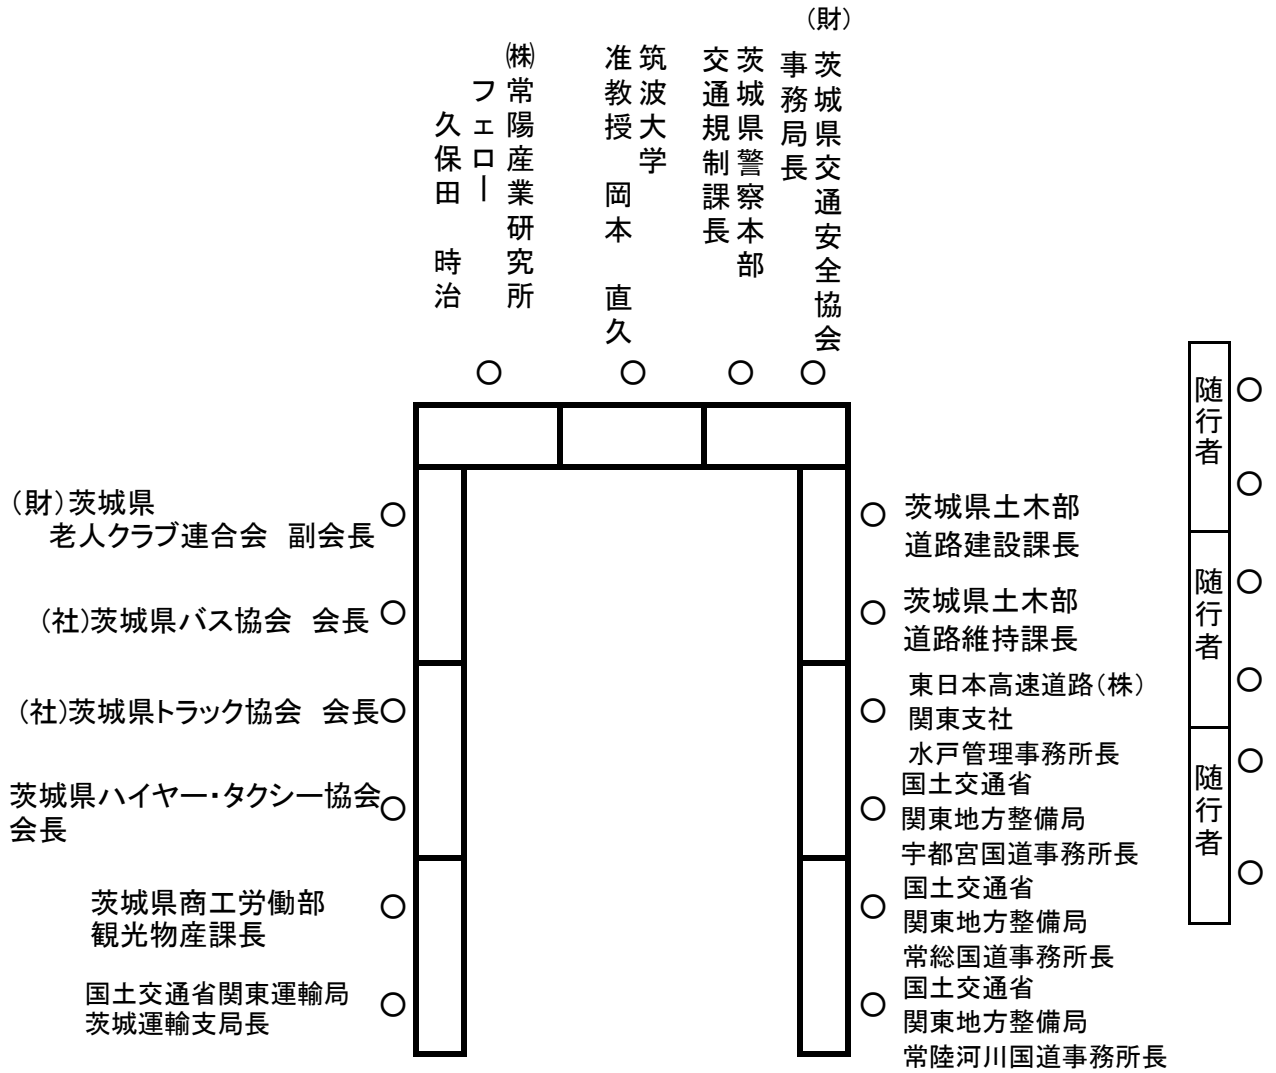 (財)
茨城県交通安全協会
事務局長
茨城県警察本部
交通規制課長
筑波大学
准教授　岡本　直久
㈱常陽産業研究所
フェロー
久保田　時治
(財)茨城県
老人クラブ連合会　副会長
(社)茨城県バス協会　会長
(社)茨城県トラック協会　会長
茨城県ハイヤー・タクシー協会
会長
茨城県商工労働部
観光物産課長
国土交通省関東運輸局
茨城運輸支局長
茨城県土木部
道路建設課長
茨城県土木部
道路維持課長
東日本高速道路(株)
関東支社
水戸管理事務所長
国土交通省
関東地方整備局
宇都宮国道事務所長
国土交通省
関東地方整備局
常総国道事務所長
国土交通省
関東地方整備局
常陸河川国道事務所長
随行者
随行者
随行者